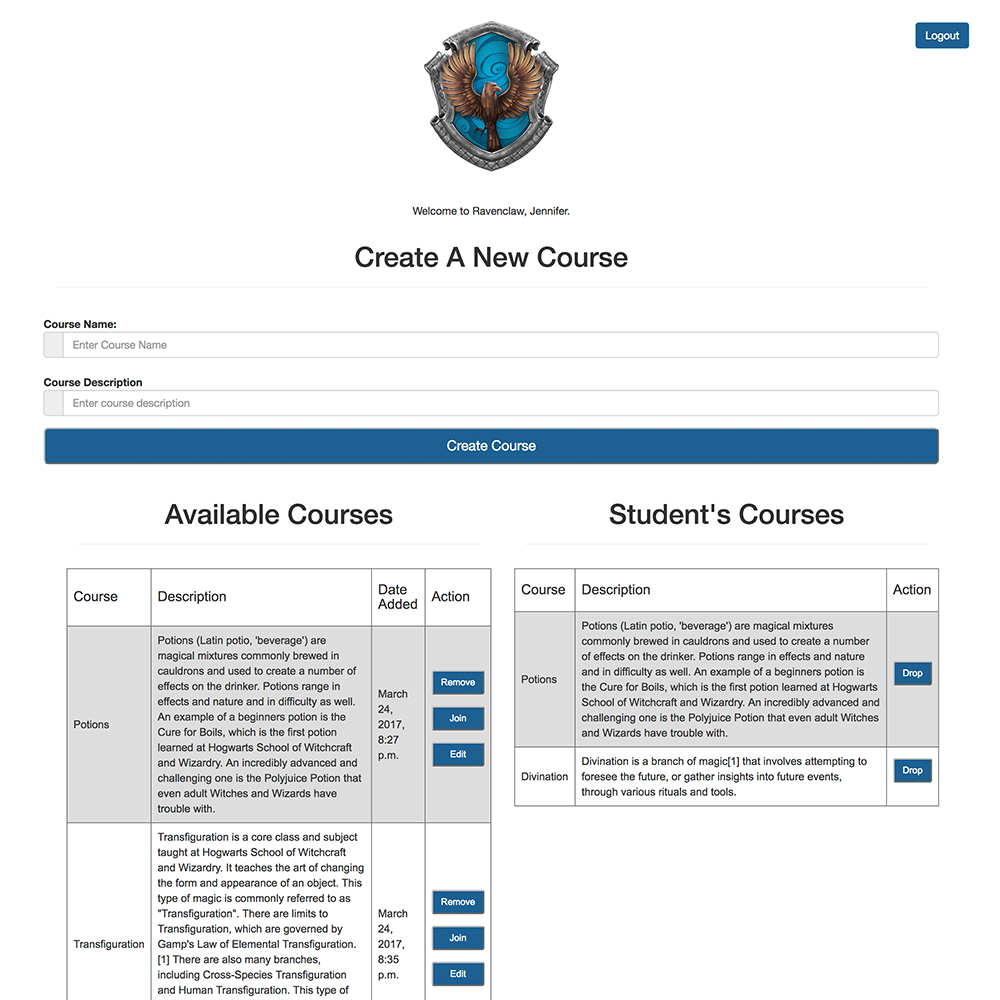 Logout
Welcome to Ravenclaw, Jennifer.
Create A New Course
Course Name:
Enter Course Name
Course Description
Enter course description
Create Course
Available Courses
Course
Description
Date
Added
Action
Potions
Potions (Latin potio, 'beverage') are
magical mixtures commonly brewed in
cauldrons and used to create a number of
effects on the drinker. Potions range in
effects and nature and in difficulty as well.
An example of a beginners potion is the
Cure for Boils, which is the first potion
learned at Hogwarts School of Witchcraft
and Wizardry. An incredibly advanced and
challenging one is the Polyjuice Potion that
even adult Witches and Wizards have
trouble with.
March
24,
2017,
8:27
p.m.
Remove
Join
Edit
Transfiguration
Transfiguration is a core class and subject
taught at Hogwarts School of Witchcraft
and Wizardry. It teaches the art of changing
the form and appearance of an object. This
type of magic is commonly referred to as
"Transfiguration". There are limits to
Transfiguration, which are governed by
Gamp's Law of Elemental Transfiguration.
[1] There are also many branches,
including Cross-Species Transfiguration
and Human Transfiguration. This type of
March
24,
2017,
8:35
p.m.
Remove
Join
Edit
Student's Courses
Course
Description
Action
Potions
Potions (Latin potio, 'beverage') are magical mixtures
commonly brewed in cauldrons and used to create a number
of effects on the drinker. Potions range in effects and nature
and in difficulty as well. An example of a beginners potion is
the Cure for Boils, which is the first potion learned at Hogwarts
School of Witchcraft and Wizardry. An incredibly advanced and
challenging one is the Polyjuice Potion that even adult Witches
and Wizards have trouble with.
Drop
Divination
Divination is a branch of magic[1] that involves attempting to
foresee the future, or gather insights into future events,
through various rituals and tools.
Drop